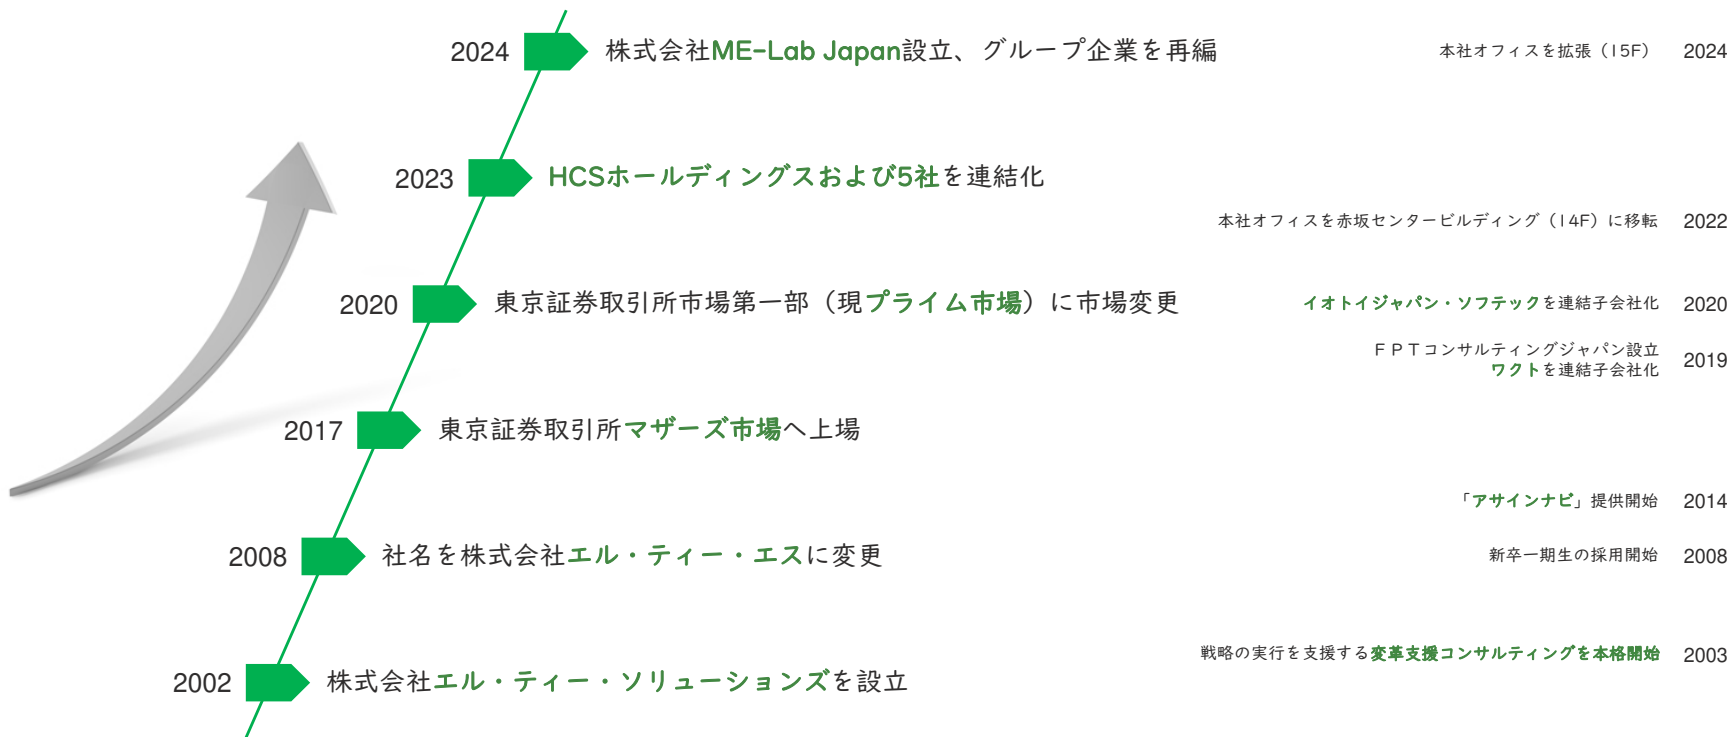 2024 株式会社ME-Lab Japan設立、グループ企業を再編
本社オフィスを拡張（15F） 2024
2023 HCSホールディングスおよび5社を連結化
本社オフィスを赤坂センタービルディング（14F）に移転 2022
2020 東京証券取引所市場第一部（現プライム市場）に市場変更
イオトイジャパン・ソフテックを連結子会社化 2020
ＦＰＴコンサルティングジャパン設立
ワクトを連結子会社化
2019
2017 東京証券取引所マザーズ市場へ上場
「アサインナビ」提供開始 2014
2008 社名を株式会社エル・ティー・エスに変更
新卒一期生の採用開始 2008
戦略の実行を支援する変革支援コンサルティングを本格開始 2003
2002 株式会社エル・ティー・ソリューションズを設立